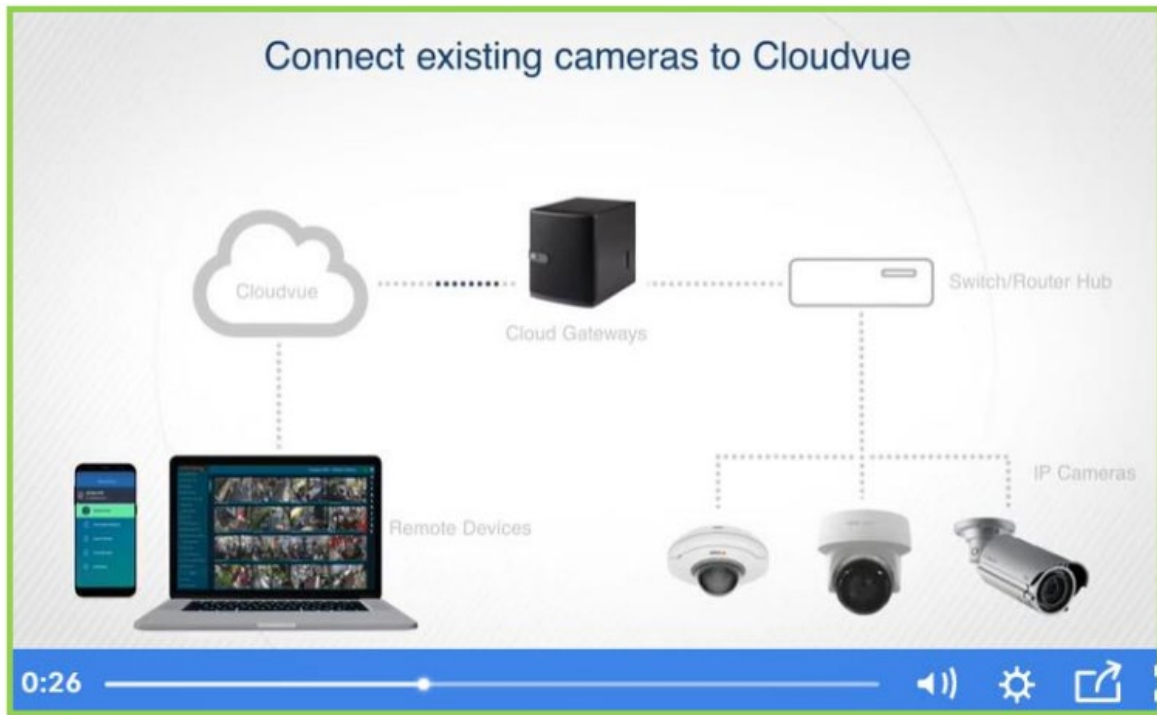 Connect existing cameras to Cloudvue
Cloudvue
Cloud Gateways
Switch/Router Hub
Remote Devices
IP Cameras
0:26